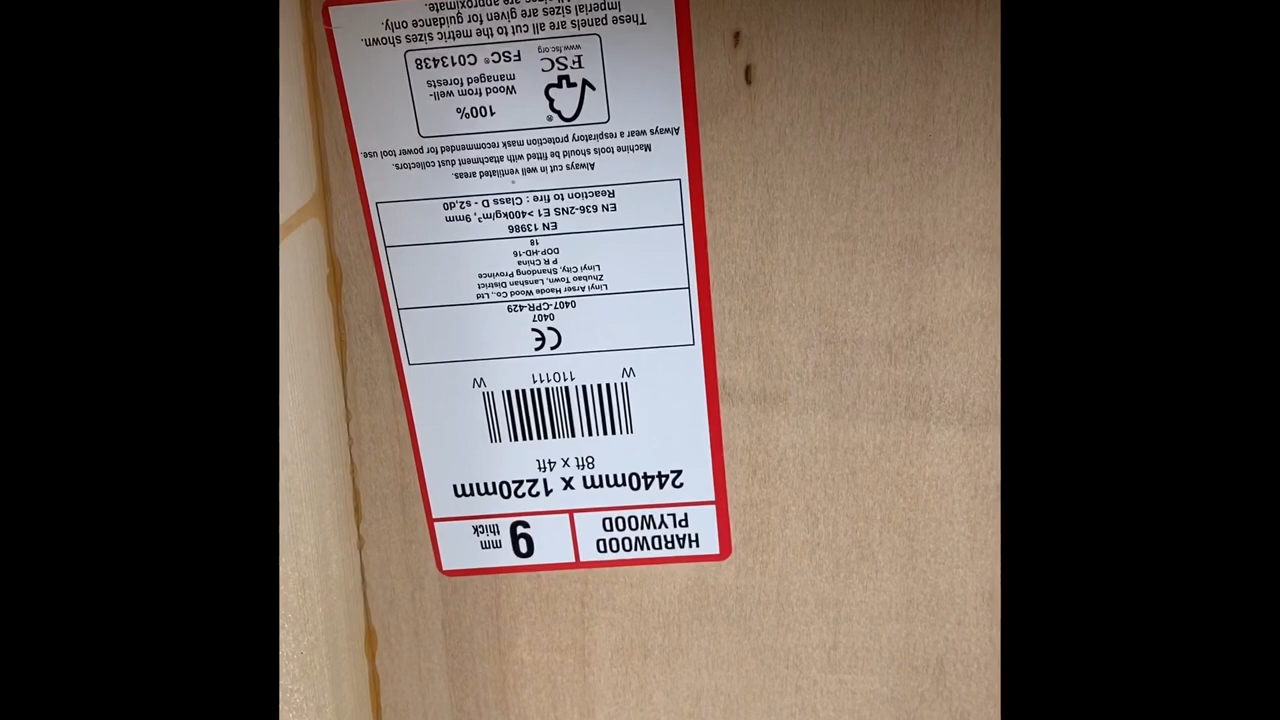 HARDWOOD
PLYWOOD
9
mm
thick
2440mm x 1220mm
8ft x 4ft
W 110111 W
CE
0407
0407-CPR-429
Linyi Arser Haode Wood Co., Ltd
Zhubao Town, Lanshan District
Linyi City, Shandong Province
P R China
DOP-HD-16
18
EN 13986
EN 636-2NS E1 >400kg/m³, 9mm
Reaction to fire : Class D - s2,d0
Always cut in well ventilated areas.
Machine tools should be fitted with attachment dust collectors.
Always wear a respiratory protection mask recommended for power tool use.
®
FSC
www.fsc.org
100%
Wood from well-
managed forests
FSC® C013438
These panels are all cut to the metric sizes shown.
Imperial sizes are given for guidance only.
All sizes are approximate.